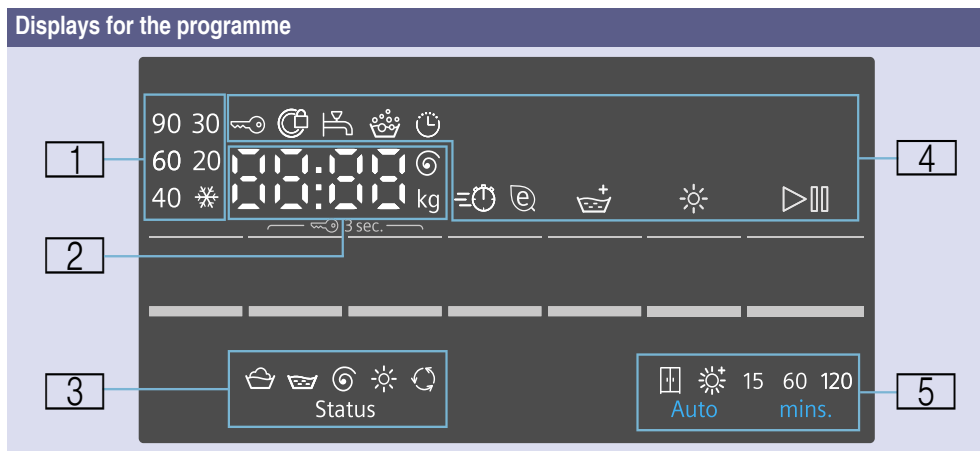 Displays for the programme
90 30
60 20
40
88:88
kg
e
3 sec.
1
2
3
4
5
Status
15 60 120
Auto mins.